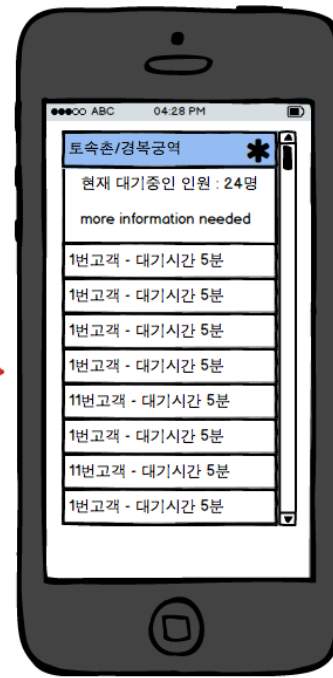 ABC 04:28 PM
토속촌/경복궁역
현재 대기중인 인원 : 24명
more information needed
1번고객 - 대기시간 5분
1번고객 - 대기시간 5분
1번고객 - 대기시간 5분
1번고객 - 대기시간 5분
11번고객 - 대기시간 5분
1번고객 - 대기시간 5분
11번고객 - 대기시간 5분
1번고객 - 대기시간 5분